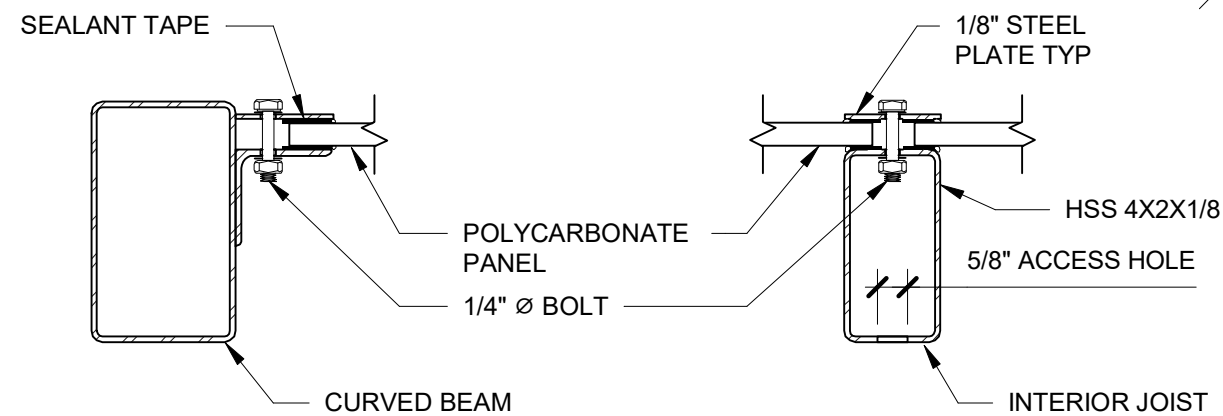 SEALANT TAPE
1/8" STEEL
PLATE TYP
HSS 4X2X1/8
POLYCARBONATE
PANEL
5/8" ACCESS HOLE
1/4" ∅ BOLT
CURVED BEAM
INTERIOR JOIST